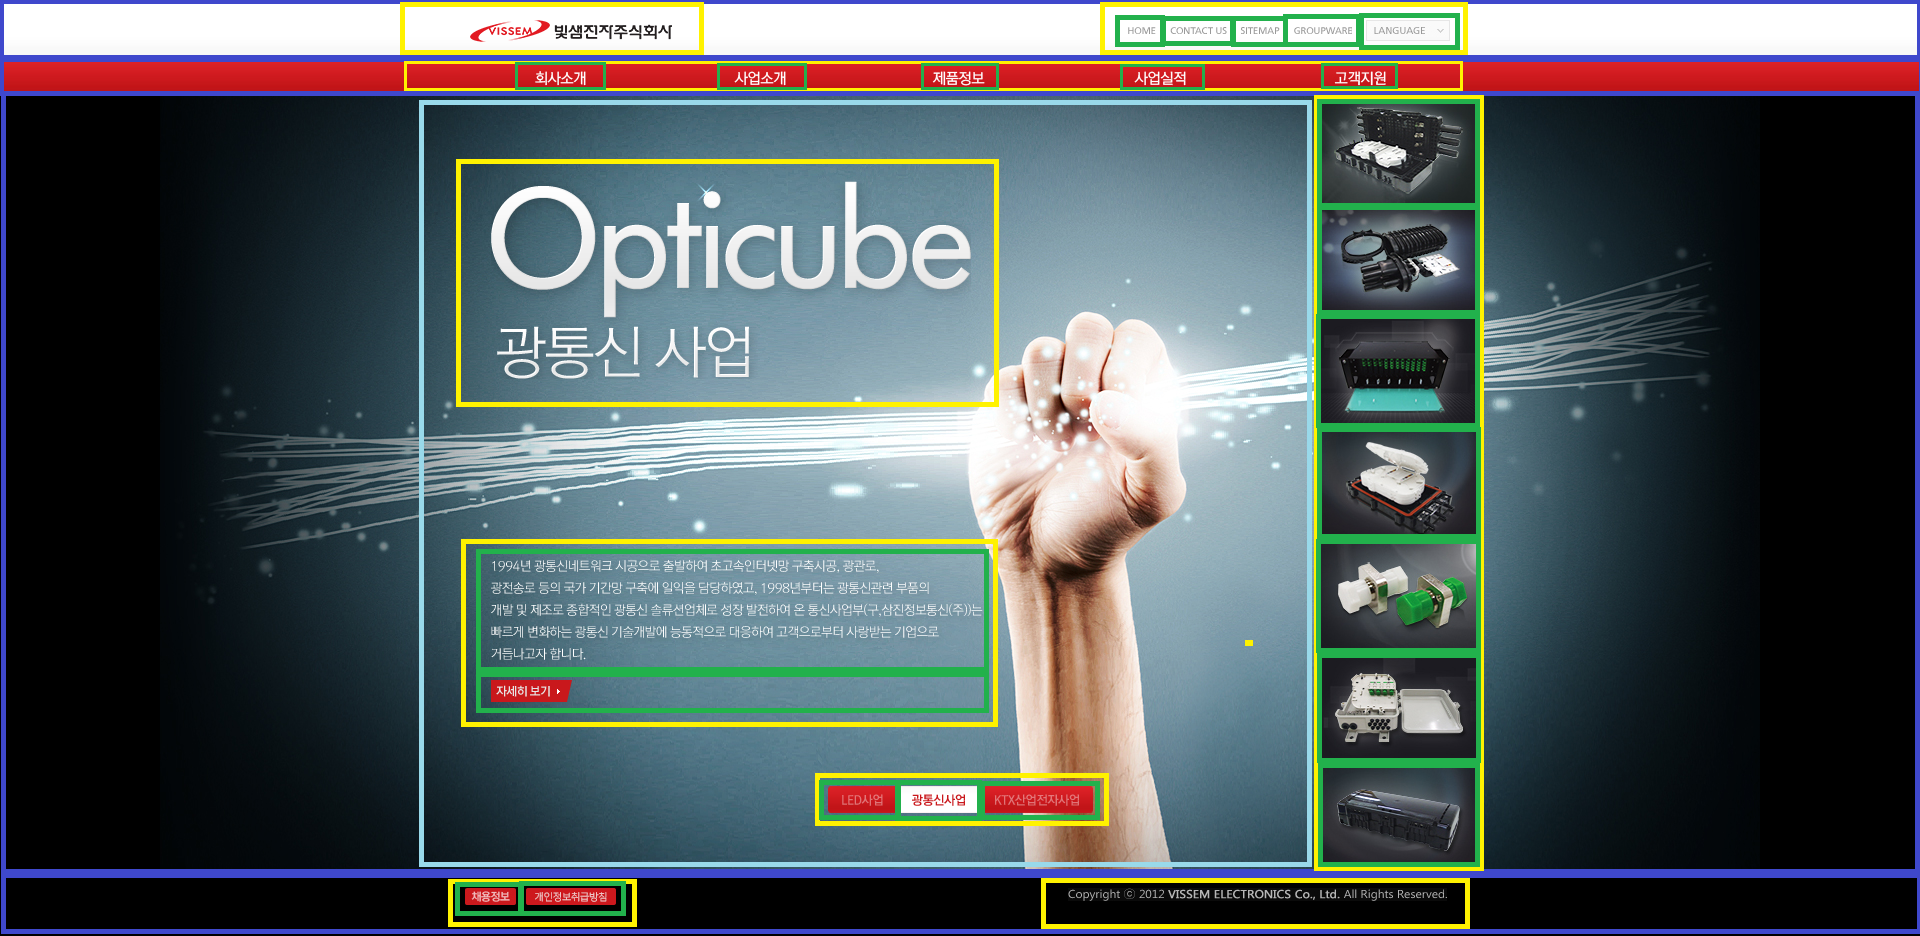 VISSEM 빛샘전자주식회사
HOME CONTACT US SITEMAP GROUPWARE LANGUAGE
회사소개 사업소개 제품정보 사업실적 고객지원
Opticube
광통신 사업
1994년 광통신네트워크 시공으로 출발하여 초고속인터넷망 구축시공, 광관로,
광전송로 등의 국가 기간망 구축에 일익을 담당하였고, 1998년부터는 광통신관련 부품의
개발 및 제조로 종합적인 광통신 솔류션업체로 성장 발전하여 온 통신사업부(구,삼진정보통신(주))는
빠르게 변화하는 광통신 기술개발에 능동적으로 대응하여 고객으로부터 사랑받는 기업으로
거듭나고자 합니다.
자세히 보기
LED사업 광통신사업 KTX산업전자사업
채용정보 개인정보취급방침
Copyright ⓒ 2012 VISSEM ELECTRONICS Co., Ltd. All Rights Reserved.